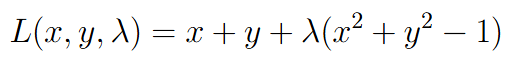 L(x, y, λ) = x + y + λ(x² + y² − 1)